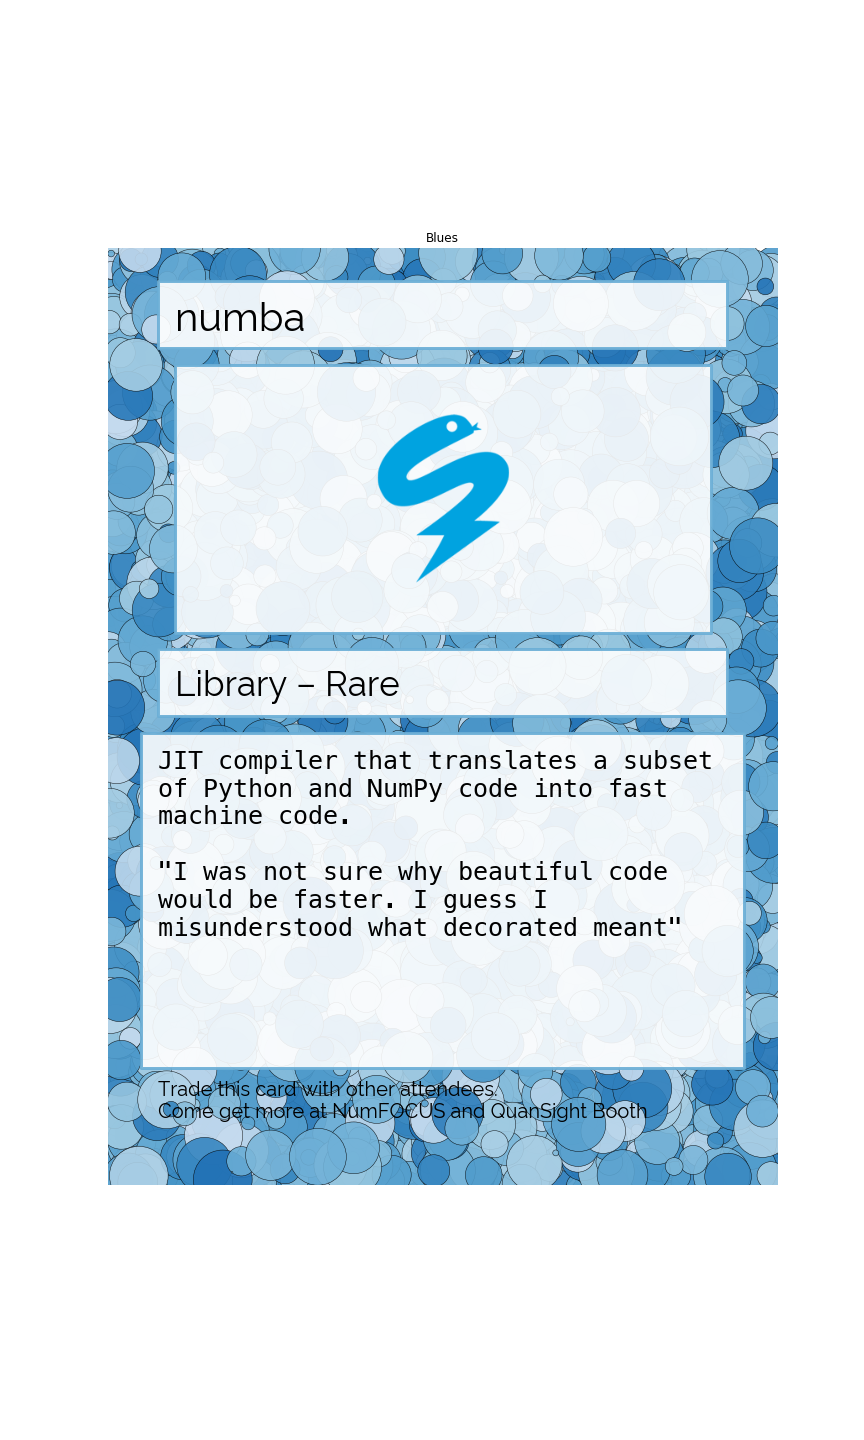 Blues
numba
Library – Rare
JIT compiler that translates a subset
of Python and NumPy code into fast
machine code.
"I was not sure why beautiful code
would be faster. I guess I
misunderstood what decorated meant"
Trade this card with other attendees.
Come get more at NumFOCUS and QuanSight Booth